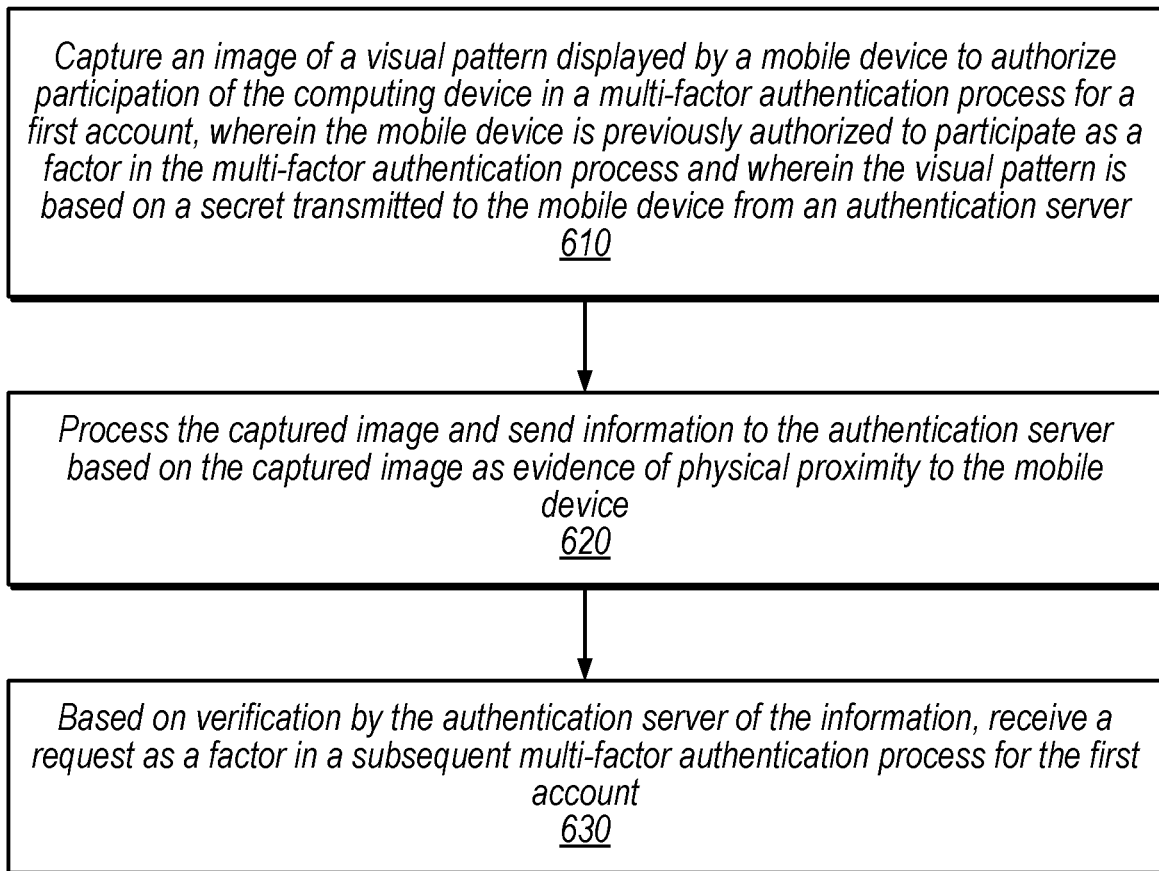 Capture an image of a visual pattern displayed by a mobile device to authorize
participation of the computing device in a multi-factor authentication process for a
first account, wherein the mobile device is previously authorized to participate as a
factor in the multi-factor authentication process and wherein the visual pattern is
based on a secret transmitted to the mobile device from an authentication server
610
Process the captured image and send information to the authentication server
based on the captured image as evidence of physical proximity to the mobile
device
620
Based on verification by the authentication server of the information, receive a
request as a factor in a subsequent multi-factor authentication process for the first
account
630